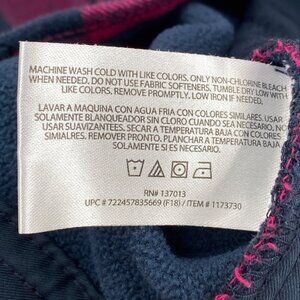 MACHINE WASH COLD WITH LIKE COLORS. ONLY NON-CHLORINE BLEACH
NEEDED. DO NOT USE FABRIC SOFTENERS. TUMBLE DRY LOW WITH
LIKE COLORS. REMOVE PROMPTLY. LOW IRON IF NEEDED.
LAVAR A MAQUINA CON AGUA FRIA CON COLORES SIMILARES. USAR
SOLAMENTE BLANQUEADOR SIN CLORO CUANDO SEA NECESARIO. NO
USAR SUAVIZANTES. SECAR A TEMPERATURA BAJA CON COLORES
SIMIALRES. REMOVER PRONTO. PLANCHAR A TEMPERATURA BAJA
SOLAMENTE SI ES NECESARIO.
RN# 137013
UPC # 722457835669 (F18) / ITEM # 1173730